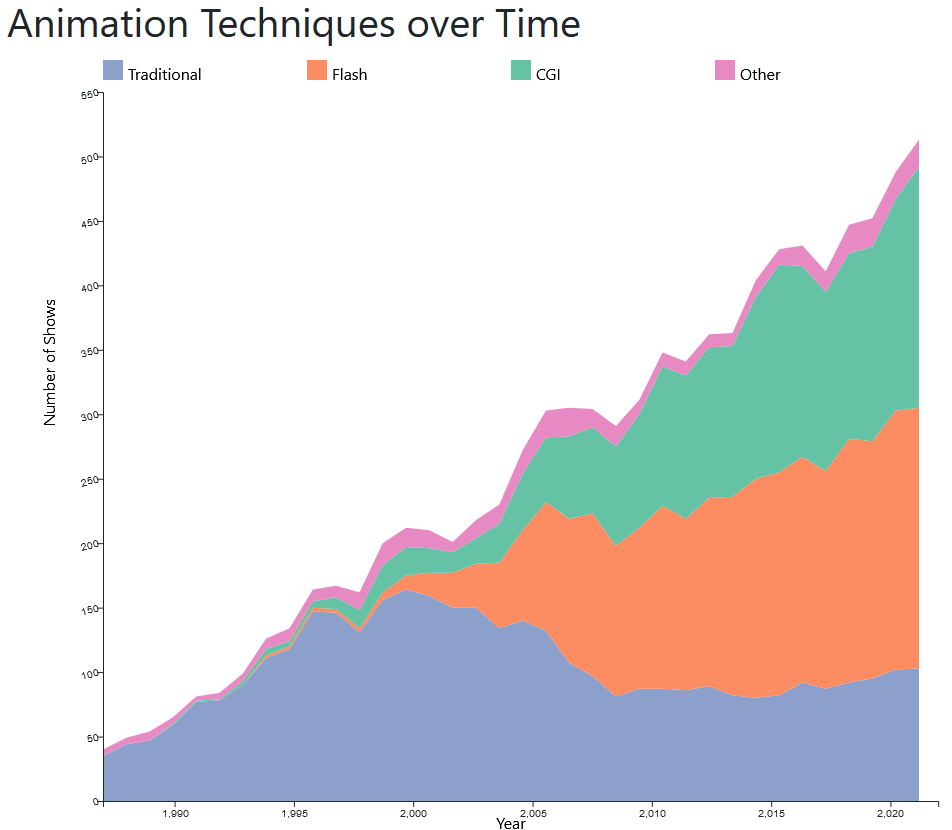 Animation Techniques over Time
Traditional Flash CGI Other
550
500
450
400
350
300
250
200
150
100
50
0
Number of Shows
1,990 1,995 2,000 2,005 2,010 2,015 2,020
Year